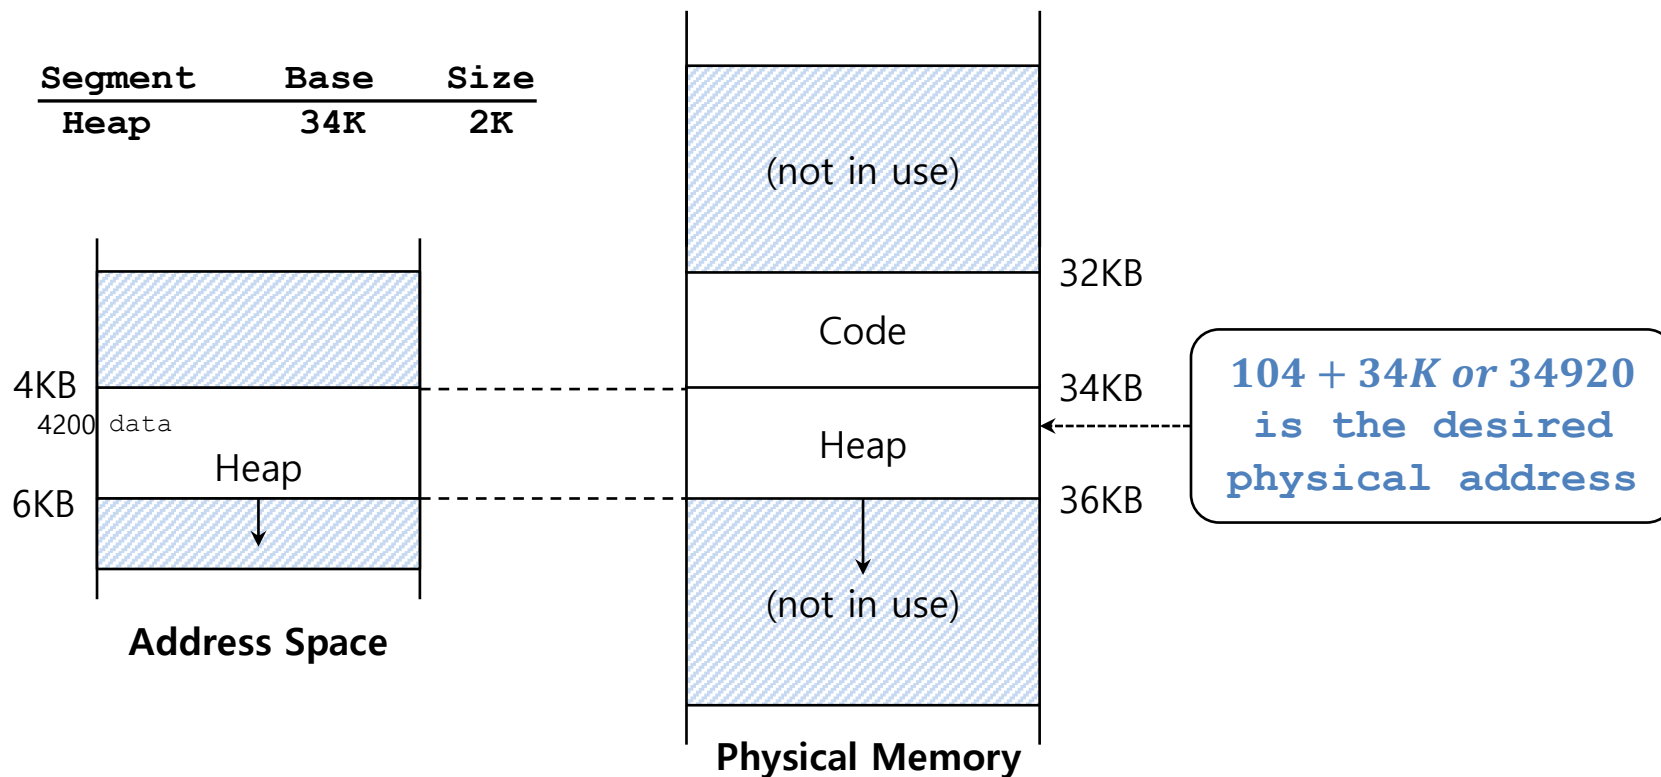 Segment Base Size
Heap 34K 2K
4KB
4200 data
Heap
6KB
Address Space
(not in use)
32KB
Code
34KB
Heap
36KB
(not in use)
Physical Memory
104 + 34K or 34920
is the desired
physical address